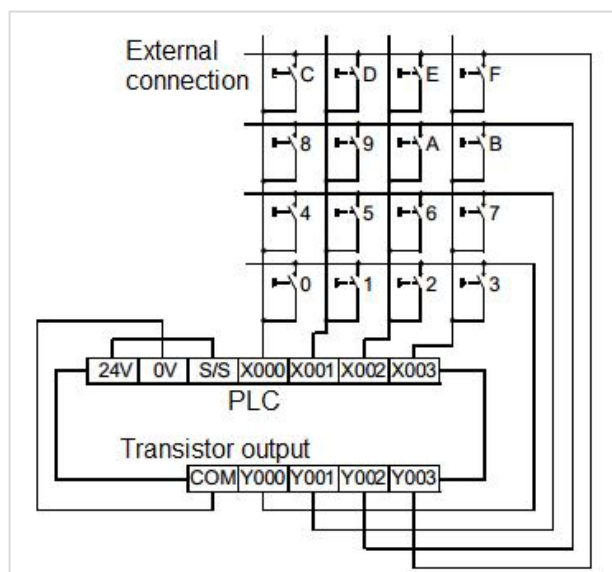 External
connection
C D E F
8 9 A B
4 5 6 7
0 1 2 3
24V 0V S/S X000 X001 X002 X003
PLC
Transistor output
COM Y000 Y001 Y002 Y003